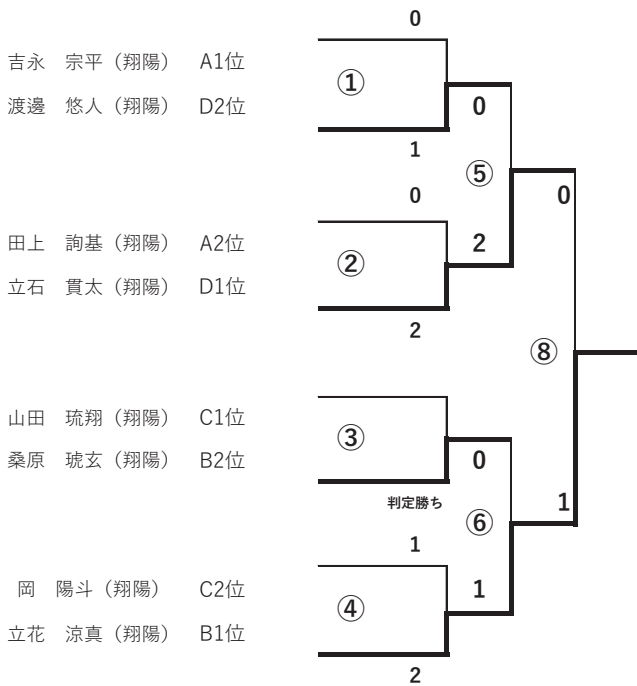 0
吉永　宗平（翔陽）　A1位
①
渡邊　悠人（翔陽）　D2位
0
1
⑤
0
0
田上　詢基（翔陽）　A2位
2
②
立石　貫太（翔陽）　D1位
2
⑧
山田　琉翔（翔陽）　C1位
③
桑原　琥玄（翔陽）　B2位
0
判定勝ち
1
⑥
1
岡　陽斗（翔陽）　C2位
1
④
立花　涼真（翔陽）　B1位
2